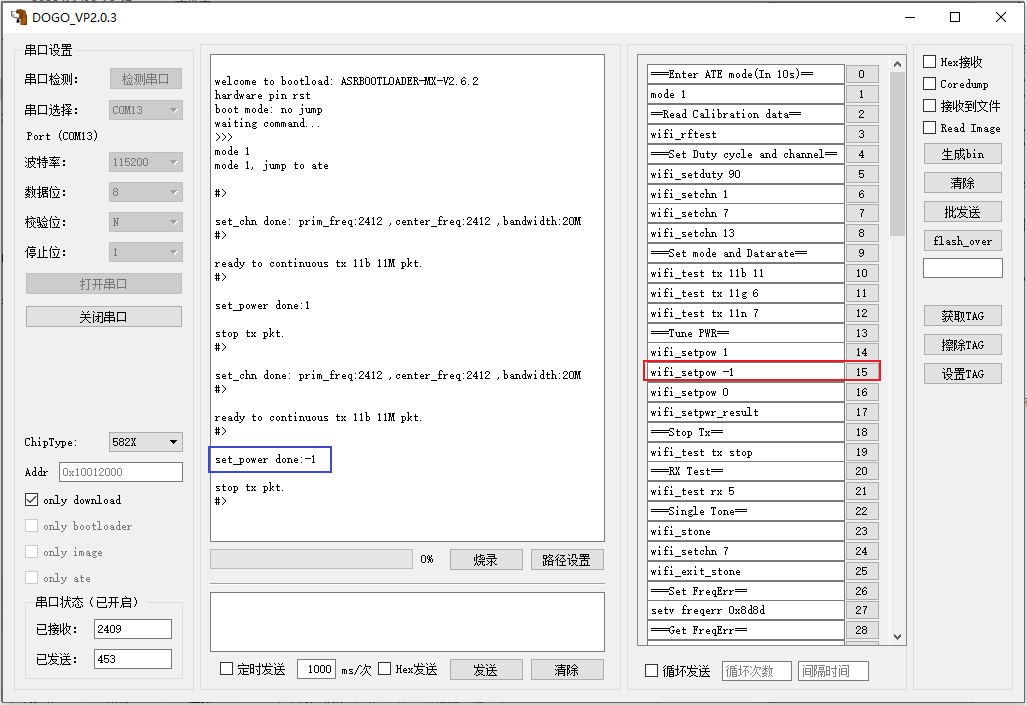 DOGO_VP2.0.3
串口设置
串口检测:
检测串口
串口选择:
COM13
Port (COM13)
波特率:
115200
数据位:
8
校验位:
N
停止位:
1
打开串口
关闭串口
ChipType:
582X
Addr
0x10012000
only download
only bootloader
only image
only ate
串口状态（已开启）
已接收:
2409
已发送:
453
welcome to bootload: ASRBOOTLOADER-MX-V2.6.2
hardware pin rst
boot mode: no jump
waiting command...
>>>
mode 1
mode 1, jump to ate
#>
set_chn done: prim_freq:2412 ,center_freq:2412 ,bandwidth:20M
#>
ready to continuous tx 11b 11M pkt.
#>
set_power done:1
stop tx pkt.
#>
set_chn done: prim_freq:2412 ,center_freq:2412 ,bandwidth:20M
#>
ready to continuous tx 11b 11M pkt.
#>
set_power done:-1
stop tx pkt.
#>
0%
烧录
路径设置
定时发送
1000
ms/次
Hex发送
发送
清除
===Enter ATE mode(In 10s)== 0
mode 1 1
==Read Calibration data== 2
wifi_rftest 3
===Set Duty cycle and channel== 4
wifi_setduty 90 5
wifi_setchn 1 6
wifi_setchn 7 7
wifi_setchn 13 8
===Set mode and Datarate== 9
wifi_test tx 11b 11 10
wifi_test tx 11g 6 11
wifi_test tx 11n 7 12
===Tune PWR== 13
wifi_setpow 1 14
wifi_setpow -1 15
wifi_setpow 0 16
wifi_setpwr_result 17
===Stop Tx== 18
wifi_test tx stop 19
===RX Test== 20
wifi_test rx 5 21
===Single Tone== 22
wifi_stone 23
wifi_setchn 7 24
wifi_exit_stone 25
===Set FreqErr== 26
setv freqerr 0x8d8d 27
===Get FreqErr== 28
循环发送
循环次数
间隔时间
Hex接收
Coredump
接收到文件
Read Image
生成bin
清除
批发送
flash_over
获取TAG
擦除TAG
设置TAG